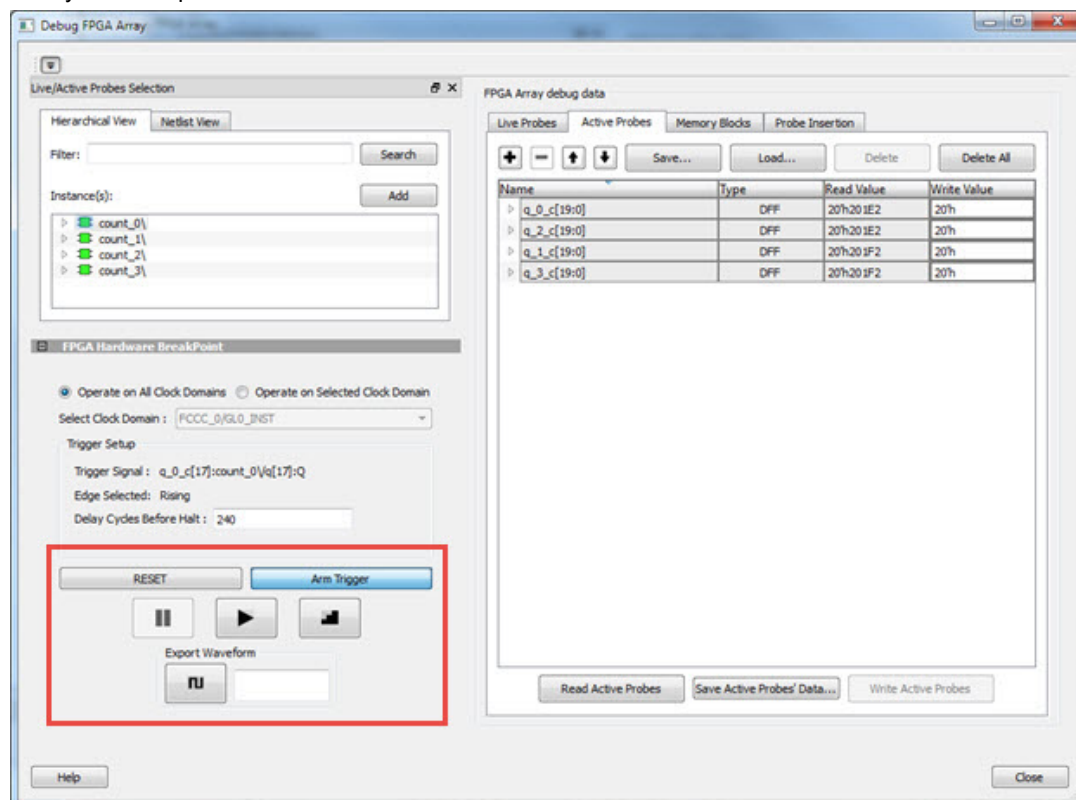 Debug FPGA Array
Live/Active Probes Selection
Hierarchical View Netlist View
Filter: Search
Instance(s): Add
count_0\
count_1\
count_2\
count_3\
FPGA Hardware BreakPoint
Operate on All Clock Domains Operate on Selected Clock Domain
Select Clock Domain : FCCC_0/GL0_INST
Trigger Setup
Trigger Signal : q_0_c[17]:count_0\/q[17]:Q
Edge Selected: Rising
Delay Cycles Before Halt : 240
RESET Arm Trigger
Export Waveform
FPGA Array debug data
Live Probes Active Probes Memory Blocks Probe Insertion
Save... Load... Delete Delete All
Name Type Read Value Write Value
q_0_c[19:0] DFF 20'h201E2 20'h
q_2_c[19:0] DFF 20'h201E2 20'h
q_1_c[19:0] DFF 20'h201F2 20'h
q_3_c[19:0] DFF 20'h201F2 20'h
Read Active Probes Save Active Probes' Data... Write Active Probes
Help Close